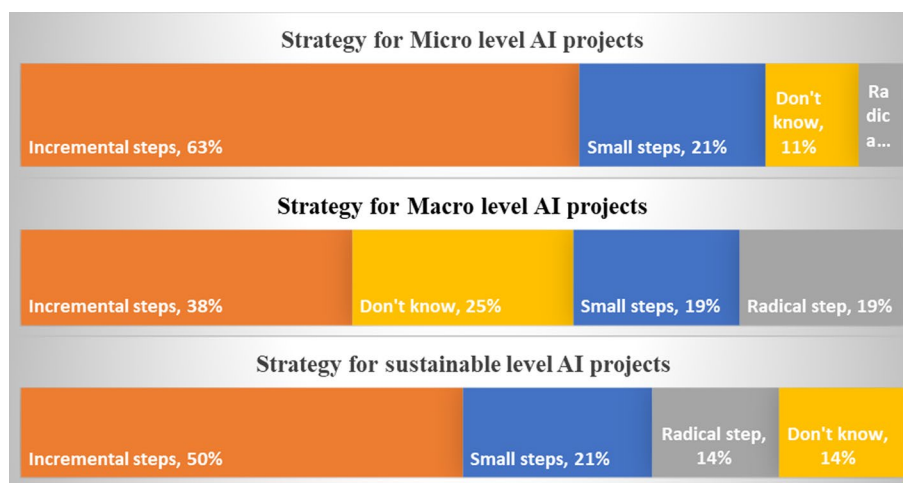 Strategy for Micro level AI projects
Incremental steps, 63%
Small steps, 21%
Don't
know,
11%
Ra
dic
a...
Strategy for Macro level AI projects
Incremental steps, 38%
Don't know, 25%
Small steps, 19%
Radical step, 19%
Strategy for sustainable level AI projects
Incremental steps, 50%
Small steps, 21%
Radical step,
14%
Don't know,
14%